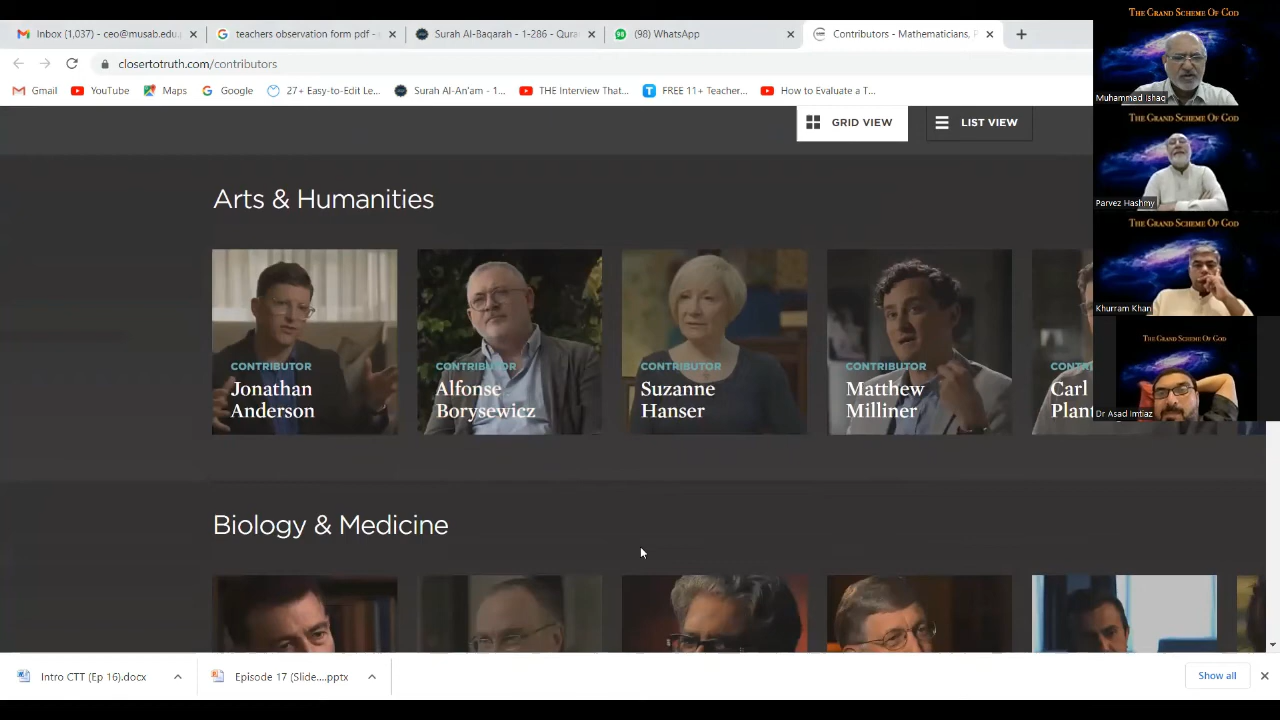 Inbox (1,037) - ceo@musab.edu.
teachers observation form pdf -
Surah Al-Baqarah - 1-286 - Qura
(98) WhatsApp
Contributors - Mathematicians, P
closertotruth.com/contributors
Gmail
YouTube
Maps
Google
27+ Easy-to-Edit Le...
Surah Al-An'am - 1...
THE Interview That...
FREE 11+ Teacher...
How to Evaluate a T...
GRID VIEW
LIST VIEW
Arts & Humanities
CONTRIBUTOR
Jonathan
Anderson
CONTRIBUTOR
Alfonse
Borysewicz
CONTRIBUTOR
Suzanne
Hanser
CONTRIBUTOR
Matthew
Milliner
CONTR
Carl
Plant
Biology & Medicine
Intro CTT (Ep 16).docx
Episode 17 (Slide....pptx
Show all
THE GRAND SCHEME OF GOD
Muhammad Ishaq
THE GRAND SCHEME OF GOD
Parvez Hashmy
THE GRAND SCHEME OF GOD
Khurram Khan
THE GRAND SCHEME OF GOD
Dr Asad Imtiaz